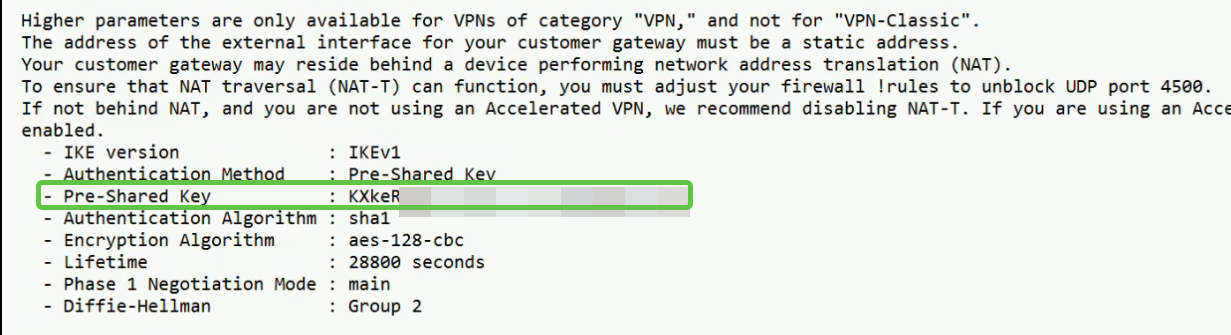 Higher parameters are only available for VPNs of category "VPN," and not for "VPN-Classic".
The address of the external interface for your customer gateway must be a static address.
Your customer gateway may reside behind a device performing network address translation (NAT).
To ensure that NAT traversal (NAT-T) can function, you must adjust your firewall !rules to unblock UDP port 4500.
If not behind NAT, and you are not using an Accelerated VPN, we recommend disabling NAT-T. If you are using an Acce
enabled.
- IKE version : IKEv1
- Authentication Method : Pre-Shared Key
- Pre-Shared Key : KXkeR
- Authentication Algorithm : sha1
- Encryption Algorithm : aes-128-cbc
- Lifetime : 28800 seconds
- Phase 1 Negotiation Mode : main
- Diffie-Hellman : Group 2